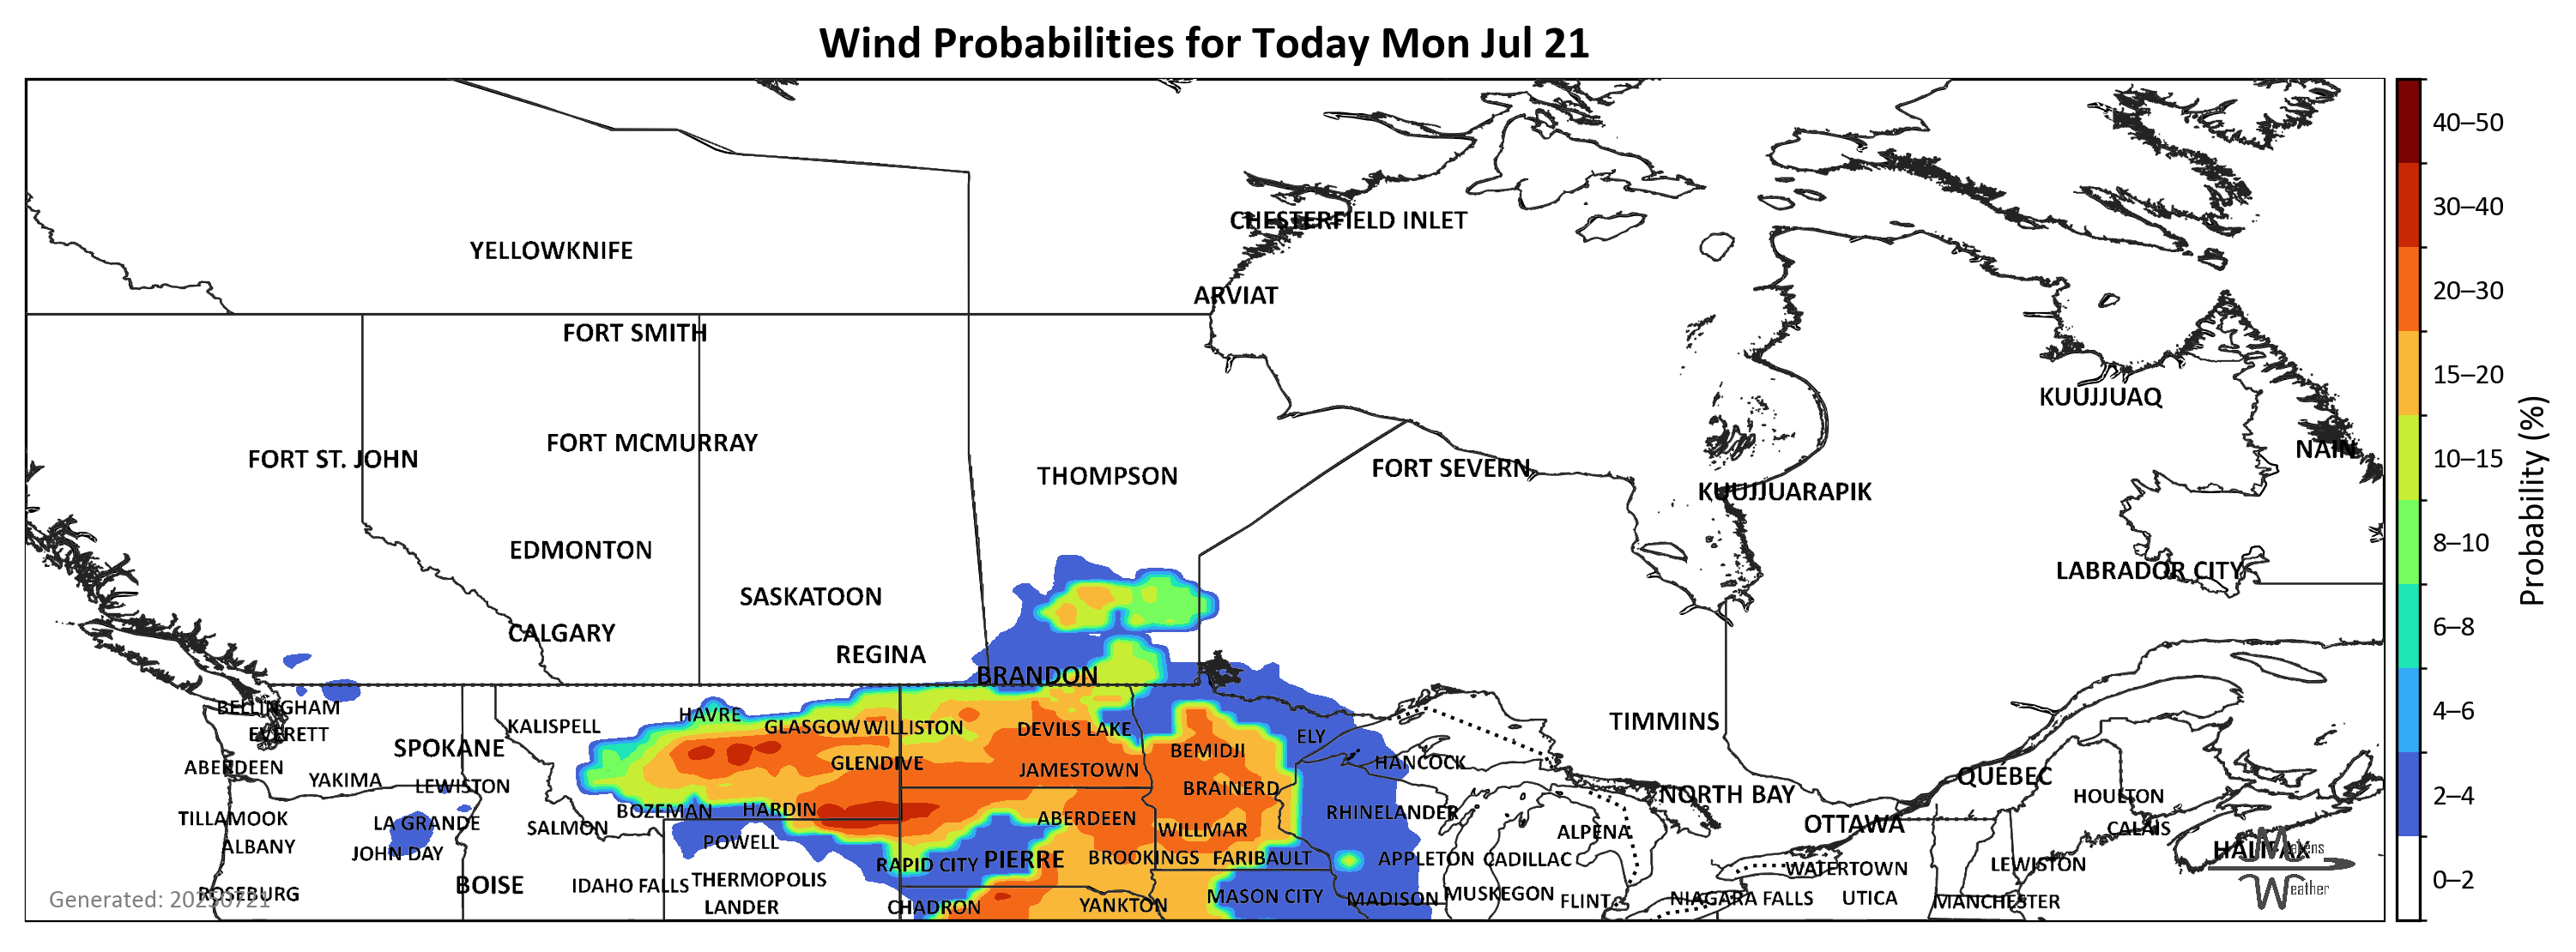 Wind Probabilities for Today Mon Jul 21
40–50
30–40
20–30
15–20
10–15
8–10
6–8
4–6
2–4
0–2
Probability (%)
CHESTERFIELD INLET
YELLOWKNIFE
ARVIAT
FORT SMITH
KUUJJUAQ
FORT MCMURRAY
NAIN
FORT ST. JOHN
FORT SEVERN
THOMPSON
KUUJJUARAPIK
EDMONTON
LABRADOR CITY
SASKATOON
CALGARY
REGINA
BRANDON
BELLINGHAM
HAVRE
TIMMINS
KALISPELL
GLASGOW
WILLISTON
DEVILS LAKE
EVERETT
ELY
SPOKANE
BEMIDJI
ABERDEEN
GLENDIVE
HANCOCK
JAMESTOWN
QUEBEC
YAKIMA
LEWISTON
BRAINERD
NORTH BAY
HOULTON
BOZEMAN
HARDIN
RHINELANDER
TILLAMOOK
LA GRANDE
SALMON
ABERDEEN
WILLMAR
ALPENA
OTTAWA
CALAIS
ALBANY
JOHN DAY
POWELL
HALIFAX
RAPID CITY
PIERRE
BROOKINGS
FARIBAULT
APPLETON
CADILLAC
WATERTOWN
LEWISTON
BOISE
IDAHO FALLS
THERMOPOLIS
ROSEBURG
MASON CITY
MADISON
MUSKEGON
FLINT
NIAGARA FALLS
UTICA
MANCHESTER
LANDER
CHADRON
YANKTON
Weather
Generated: 20250721